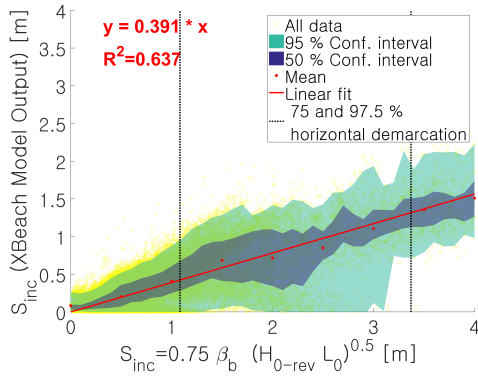 y = 0.391 * x
R²=0.637
All data
95 % Conf. interval
50 % Conf. interval
Mean
Linear fit
75 and 97.5 %
horizontal demarcation
S_inc (XBeach Model Output) [m]
4
3.5
3
2.5
2
1.5
1
0.5
0
0
1
2
3
4
S_inc=0.75 β_b (H_0-rev L_0)^0.5 [m]